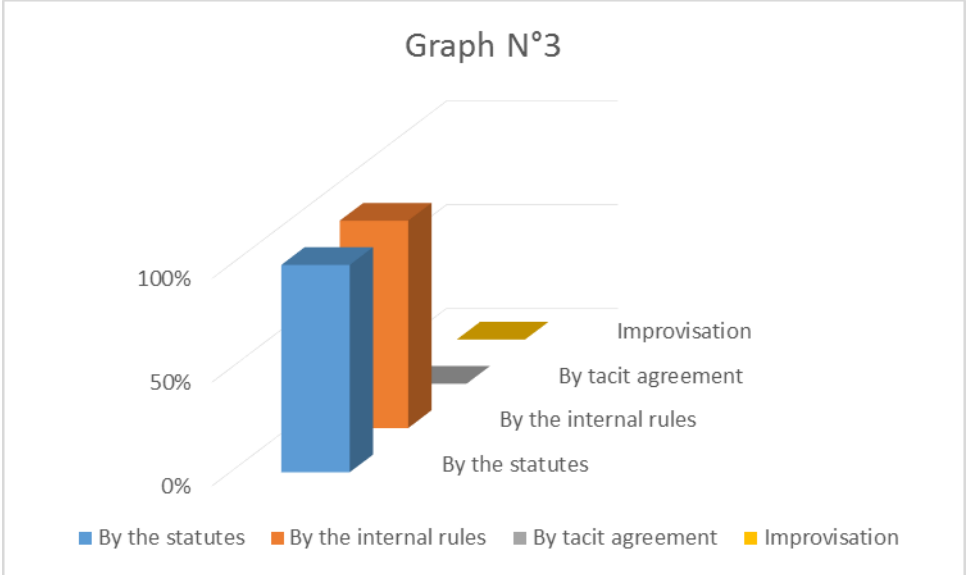 Graph N°3
100%
50%
0%
Improvisation
By tacit agreement
By the internal rules
By the statutes
By the statutes By the internal rules By tacit agreement Improvisation